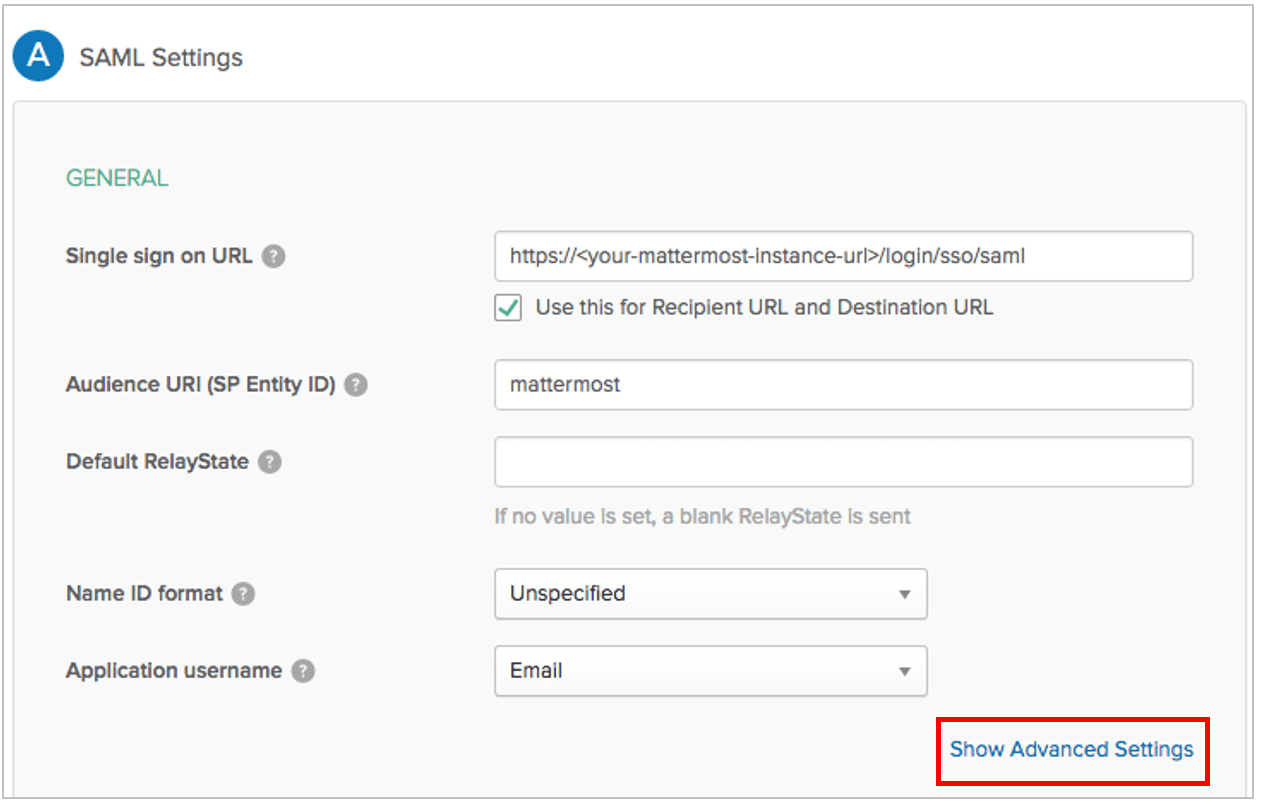 A SAML Settings
GENERAL
Single sign on URL ?
https://<your-mattermost-instance-url>/login/sso/saml
Use this for Recipient URL and Destination URL
Audience URI (SP Entity ID) ?
mattermost
Default RelayState ?
If no value is set, a blank RelayState is sent
Name ID format ?
Unspecified
Application username ?
Email
Show Advanced Settings